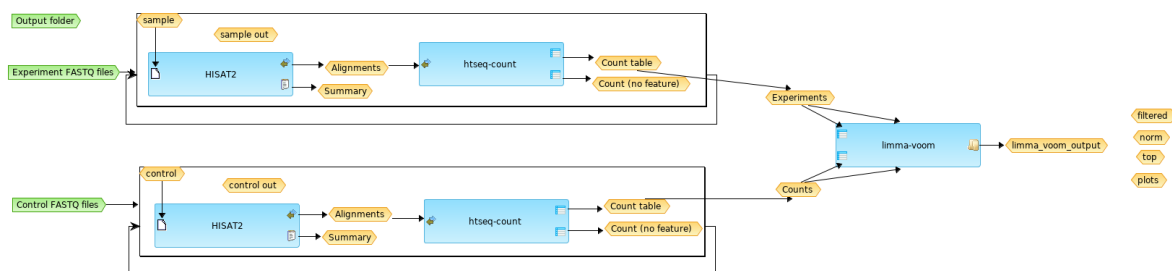 Output folder
sample
sample out
Experiment FASTQ files
HISAT2
Alignments
Summary
htseq-count
Count table
Count (no feature)
Experiments
limma-voom
limma_voom_output
filtered
norm
top
plots
control
control out
Control FASTQ files
HISAT2
Alignments
Summary
htseq-count
Count table
Count (no feature)
Counts